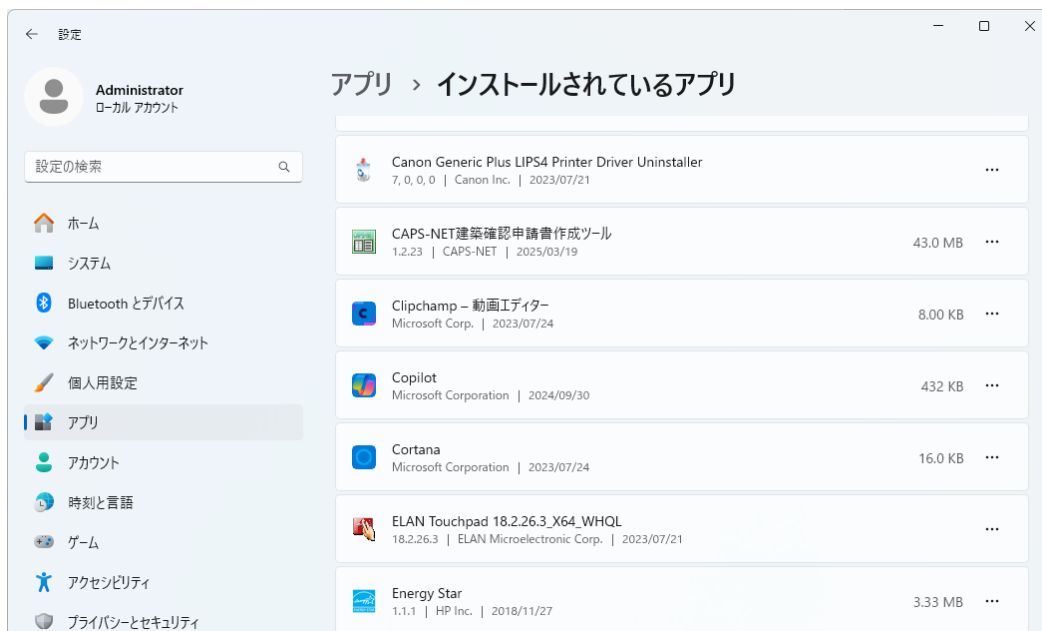 設定
Administrator
ローカル アカウント
設定の検索
ホーム
システム
Bluetooth とデバイス
ネットワークとインターネット
個人用設定
アプリ
アカウント
時刻と言語
ゲーム
アクセシビリティ
プライバシーとセキュリティ
アプリ › インストールされているアプリ
Canon Generic Plus LIPS4 Printer Driver Uninstaller
7, 0, 0, 0 | Canon Inc. | 2023/07/21
CAPS-NET建築確認申請書作成ツール
1.2.23 | CAPS-NET | 2025/03/19
43.0 MB
Clipchamp – 動画エディター
Microsoft Corp. | 2023/07/24
8.00 KB
Copilot
Microsoft Corporation | 2024/09/30
432 KB
Cortana
Microsoft Corporation | 2023/07/24
16.0 KB
ELAN Touchpad 18.2.26.3_X64_WHQL
18.2.26.3 | ELAN Microelectronic Corp. | 2023/07/21
Energy Star
1.1.1 | HP Inc. | 2018/11/27
3.33 MB